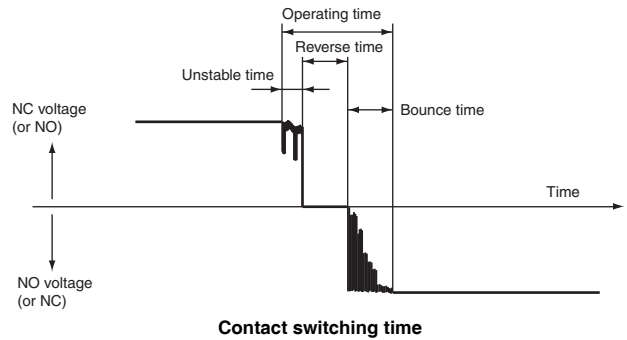 Operating time
Reverse time
Unstable time
Bounce time
NC voltage
(or NO)
Time
NO voltage
(or NC)
Contact switching time